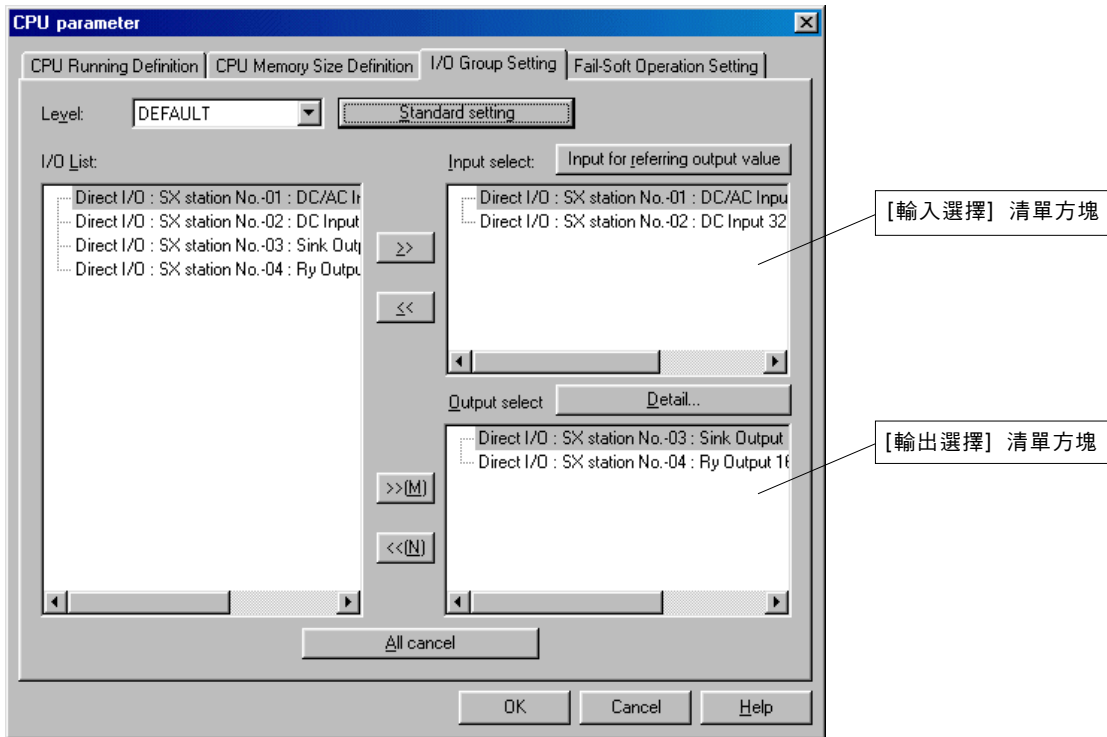 CPU parameter
CPU Running Definition CPU Memory Size Definition I/O Group Setting Fail-Soft Operation Setting
Level: DEFAULT Standard setting
I/O List:
Direct I/O : SX station No.-01 : DC/AC
Direct I/O : SX station No.-02 : DC Input
Direct I/O : SX station No.-03 : Sink
Direct I/O : SX station No.-04 : Ry
>>
<<
>>(M)
<<(N)
Input select: Input for referring output value
Direct I/O : SX station No.-01 : DC/AC
Direct I/O : SX station No.-02 : DC Input 32
Output select Detail...
Direct I/O : SX station No.-03 : Sink Output
Direct I/O : SX station No.-04 : Ry Output
All cancel
OK Cancel Help
[輸入選擇] 清單方塊
[輸出選擇] 清單方塊